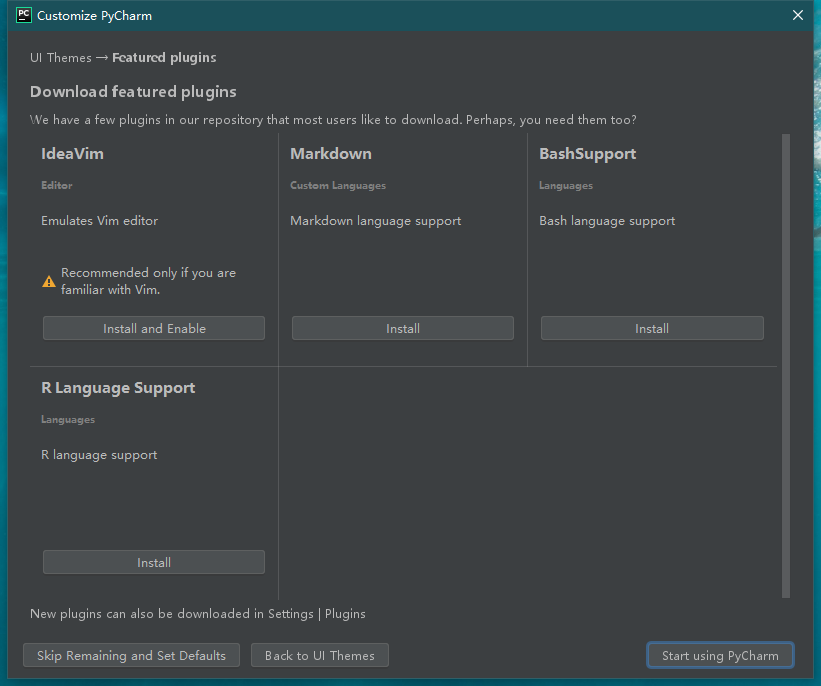 PC
Customize PyCharm
UI Themes → Featured plugins
Download featured plugins
We have a few plugins in our repository that most users like to download. Perhaps, you need them too?
IdeaVim
Markdown
BashSupport
Editor
Custom Languages
Languages
Emulates Vim editor
Markdown language support
Bash language support
Recommended only if you are
familiar with Vim.
Install and Enable
Install
Install
R Language Support
Languages
R language support
Install
New plugins can also be downloaded in Settings | Plugins
Skip Remaining and Set Defaults
Back to UI Themes
Start using PyCharm